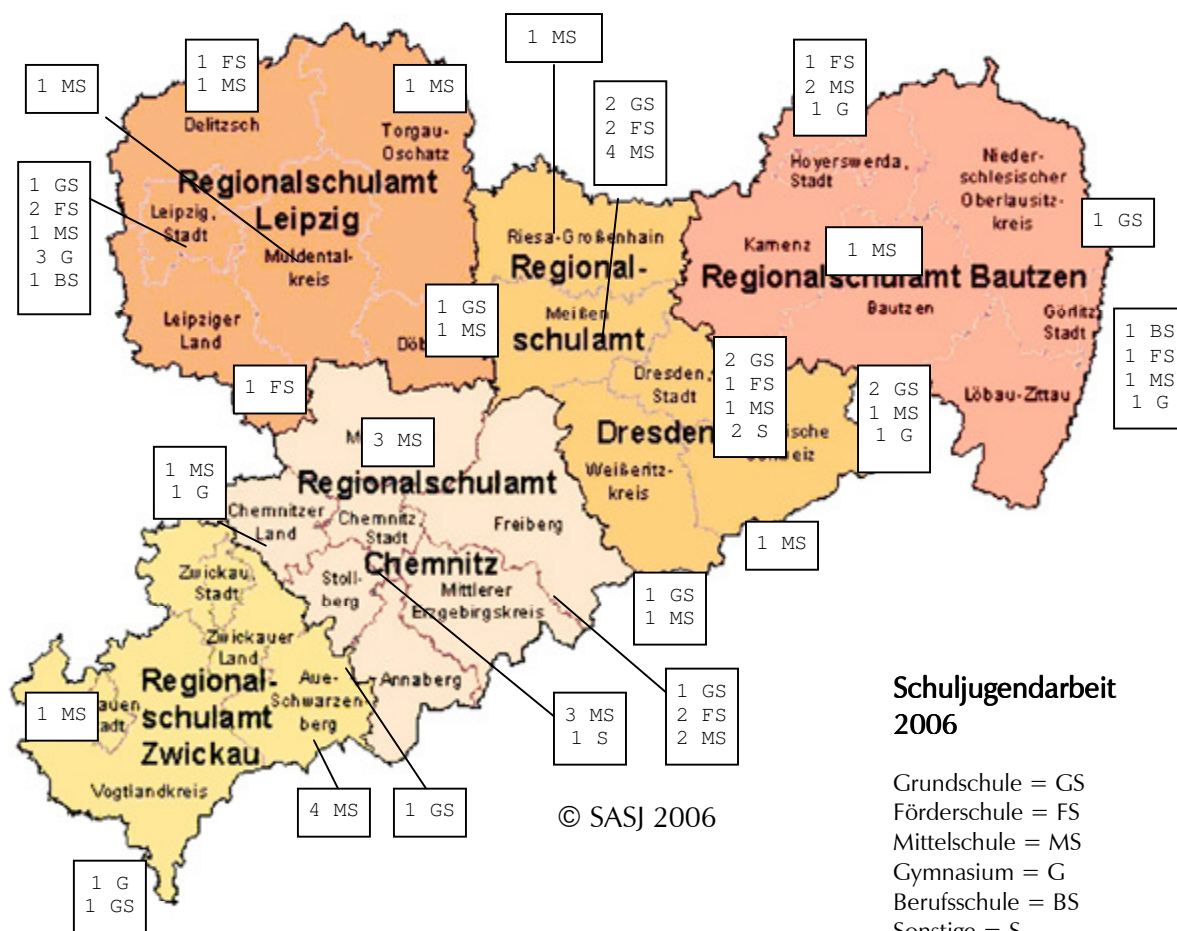 1 MS
1 FS
1 MS
1 MS
1 MS
2 GS
2 FS
4 MS
1 FS
2 MS
1 G
1 GS
2 FS
1 MS
3 G
1 BS
Delitzsch
Torgau-
Oschatz
Regionalschulamt
Leipzig
Leipzig,
Stadt
Muldental-
kreis
Leipziger
Land
1 GS
1 MS
1 FS
Riesa-Großenhain
Regional-
Meißen
schulamt
Dresden,
Stadt
Dresden
Weißeritz-
kreis
2 GS
1 FS
1 MS
2 S
Hoyerswerda,
Stadt
Nieder-
schlesischer
Oberlausitz-
kreis
1 GS
Kamenz
1 MS
Regionalschulamt Bautzen
Bautzen
Görlitz
Stadt
Löbau-Zittau
1 BS
1 FS
1 MS
1 G
2 GS
1 MS
1 G
1 MS
1 GS
1 MS
3 MS
1 MS
1 G
Regionalschulamt
Chemnitzer
Land
Chemnitz,
Stadt
Freiberg
Chemnitz
Stoll-
berg
Mittlerer
Erzgebirgskreis
Annaberg
Zwickau,
Stadt
Zwickauer
Land
Regional-
schulamt
Zwickau
Aue-
Schwarzen-
berg
1 MS
Vogtlandkreis
4 MS
1 GS
3 MS
1 S
1 GS
2 FS
2 MS
1 G
1 GS
© SASJ 2006
Schuljugendarbeit
2006
Grundschule = GS
Förderschule = FS
Mittelschule = MS
Gymnasium = G
Berufsschule = BS
Sonstige = S